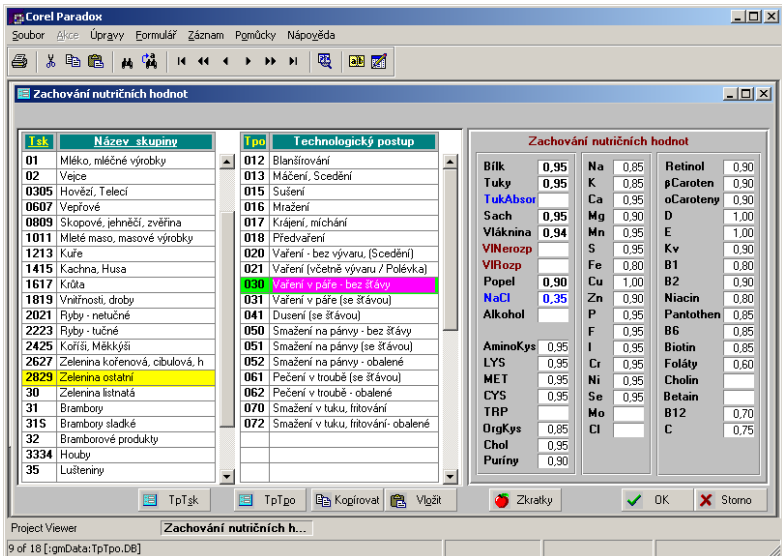 Corel Paradox
Soubor Akce Úpravy Formulář Záznam Pomůcky Nápověda
Zachování nutričních hodnot
Tsk Název skupiny
01 Mléko, mléčné výrobky
02 Vejce
0305 Hovězí, Telecí
0607 Vepřové
0809 Skopové, jehněčí, zvěřina
1011 Mleté maso, masové výrobky
1213 Kuře
1415 Kachna, Husa
1617 Krůta
1819 Vnitřnosti, droby
2021 Ryby - netučné
2223 Ryby - tučné
2425 Koříši, Měkkýši
2627 Zelenina kořenová, cibulová, h
2829 Zelenina ostatní
30 Zelenina listnatá
31 Brambory
31S Brambory sladké
32 Bramborové produkty
3334 Houby
35 Lušteniny
Tpo Technologický postup
012 Blanšírování
013 Máčení, Scedění
015 Sušení
016 Mražení
017 Krájení, míchání
018 Předvaření
020 Vaření - bez vývaru, (Scedění)
021 Vaření (včetně vývaru / Polévka)
030 Vaření v páře - bez šťávy
031 Vaření v páře (se šťávou)
041 Dusení (se šťávou)
050 Smažení na pánvy - bez šťávy
051 Smažení na pánvy (se šťávou)
052 Smažení na pánvy - obalené
061 Pečení v troubě (se šťávou)
062 Pečení v troubě - obalené
070 Smažení v tuku, fritování
072 Smažení v tuku, fritování- obalené
Zachování nutričních hodnot
Bílk 0,95
Tuky 0,95
TukAbsor
Sach 0,95
Vláknina 0,94
VlNerozp
VlRozp
Popel 0,90
NaCl 0,35
Alkohol
AminoKys 0,95
LYS 0,95
MET 0,95
CYS 0,95
TRP
OrgKys 0,85
Chol 0,95
Puríny 0,90
Na 0,85
K 0,85
Ca 0,95
Mg 0,90
Mn 0,95
S 0,95
Fe 0,80
Cu 1,00
Zn 0,90
P 0,95
F 0,95
I 0,95
Cr 0,95
Ni 0,95
Se 0,95
Mo
Cl
Retinol 0,90
βCaroten 0,90
oCaroteny 0,90
D 1,00
E 1,00
Kv 0,90
B1 0,80
B2 0,90
Niacin 0,80
Pantothen 0,85
B6 0,85
Biotin 0,85
Foláty 0,60
Cholin
Betain
B12 0,70
C 0,75
TpTsk TpTpo Kopírovat Vložit Zkratky OK Storno
Project Viewer Zachování nutričních h...
9 of 18 [:gmData:TpTpo.DB]